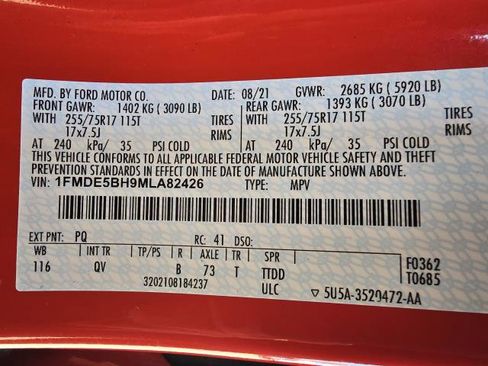 MFD. BY FORD MOTOR CO. DATE: 08/21 GVWR: 2685 KG (5920 LB)
FRONT GAWR: 1402 KG (3090 LB) REAR GAWR: 1393 KG (3070 LB)
WITH 255/75R17 115T TIRES WITH 255/75R17 115T TIRES
17x7.5J RIMS 17x7.5J RIMS
AT 240 kPa/ 35 PSI COLD AT 240 kPa/ 35 PSI COLD
THIS VEHICLE CONFORMS TO ALL APPLICABLE FEDERAL MOTOR VEHICLE SAFETY AND THEFT
PREVENTION STANDARDS IN EFFECT ON THE DATE OF MANUFACTURE SHOWN ABOVE.
VIN: 1FMDE5BH9MLA82426 TYPE: MPV
EXT PNT: PQ RC: 41 DSO:
WB INT TR TP/PS R AXLE TR SPR F0362
116 QV B 73 T TTDD T0685
3202108184237 ULC ▽ 5U5A-3520472-AA